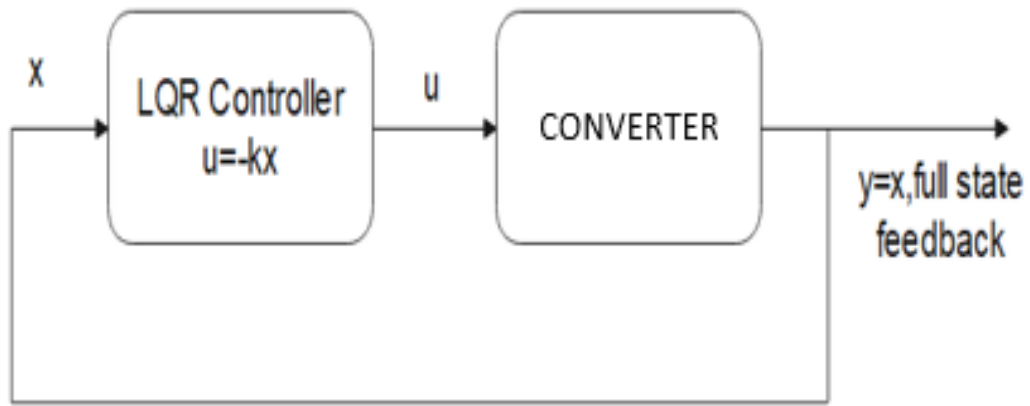 x
LQR Controller
u=-kx
u
CONVERTER
y=x,full state
feedback